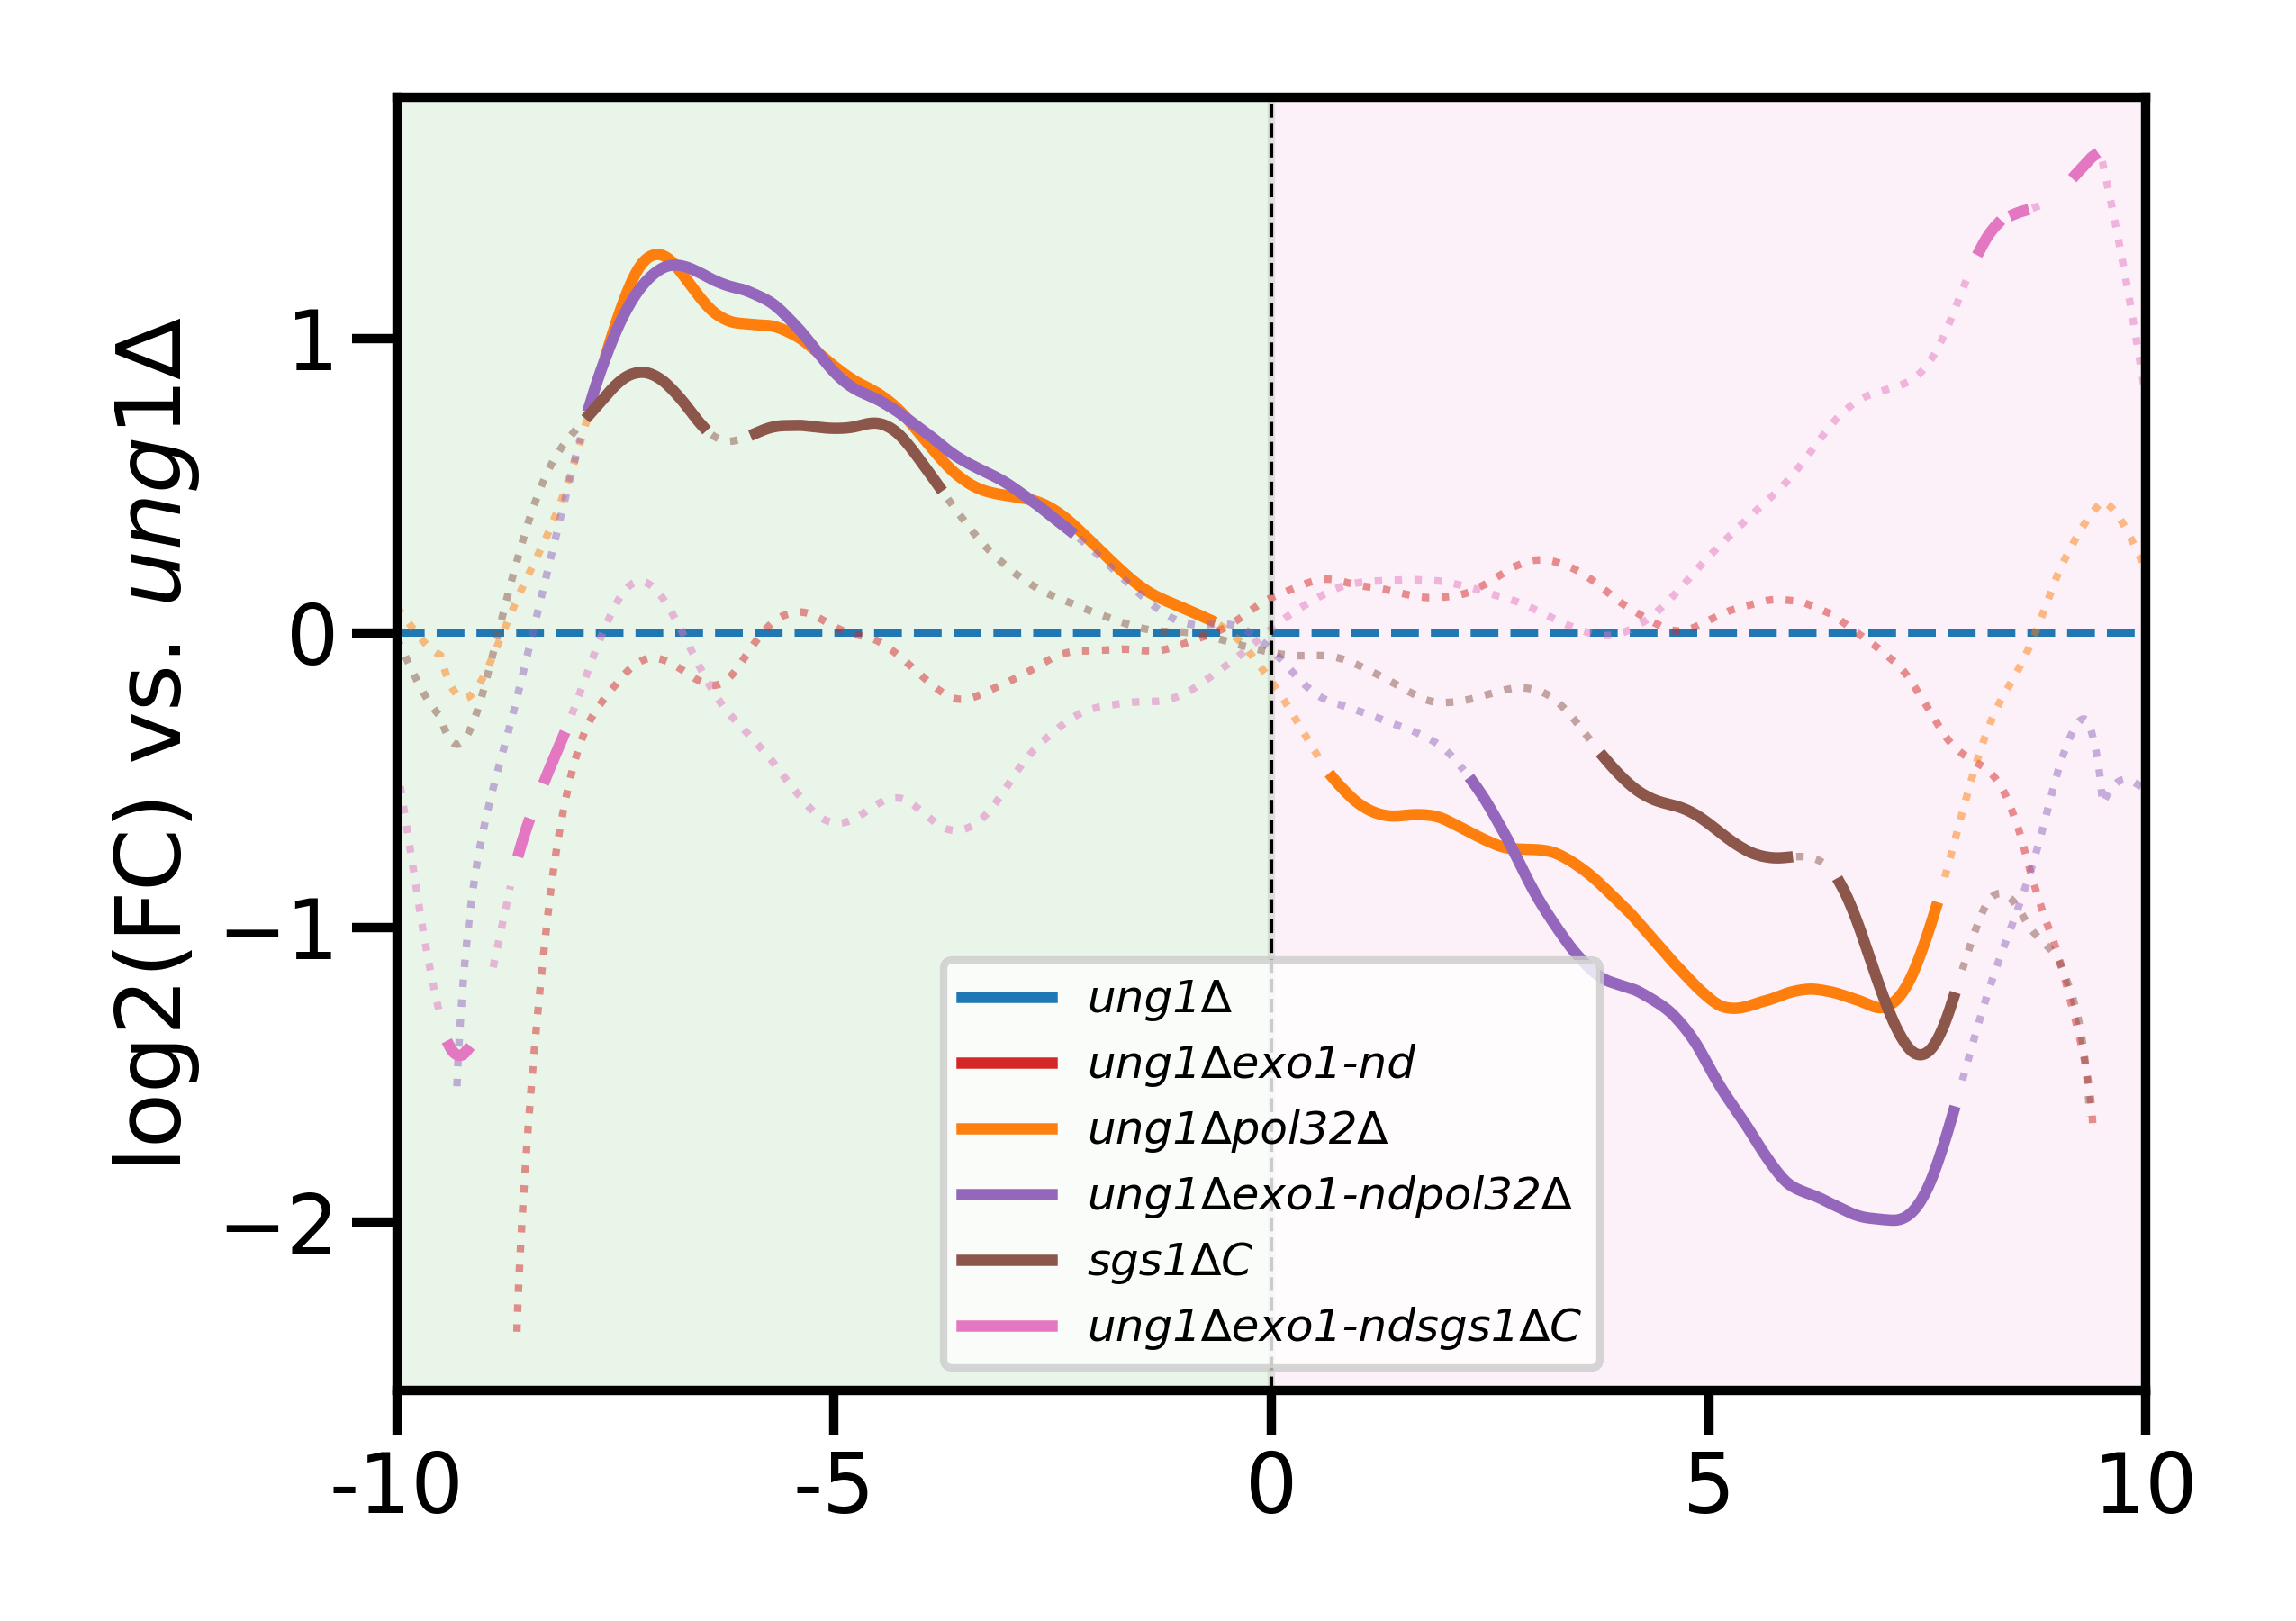 log2(FC) vs. ung1Δ
1
0
−1
−2
ung1Δ
ung1Δexo1-nd
ung1Δpol32Δ
ung1Δexo1-ndpol32Δ
sgs1ΔC
ung1Δexo1-ndsgs1ΔC
-10 -5 0 5 10